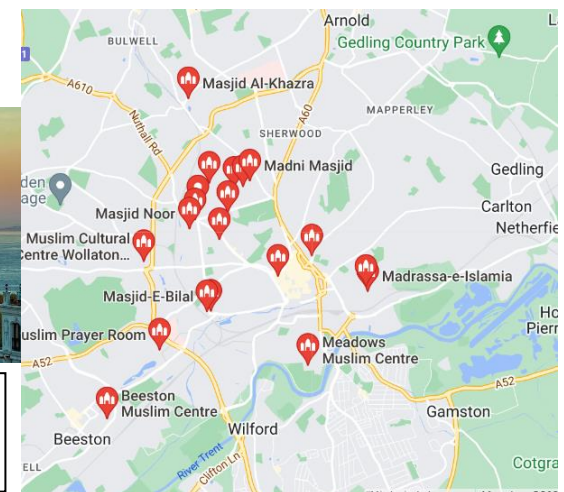 Arnold
BULWELL
Gedling Country Park
A610
Masjid Al-Khazra
A60
MAPPERLEY
Nuthall Rd
SHERWOOD
Madni Masjid
Gedling
Carlton
Masjid Noor
Muslim Cultural
Centre Wollaton...
Madrassa-e-Islamia
Masjid-E-Bilal
Muslim Prayer Room
Meadows
Muslim Centre
A52
A52
Beeston
Muslim Centre
Gamston
Wilford
Beeston
River Trent
Clifton Ln